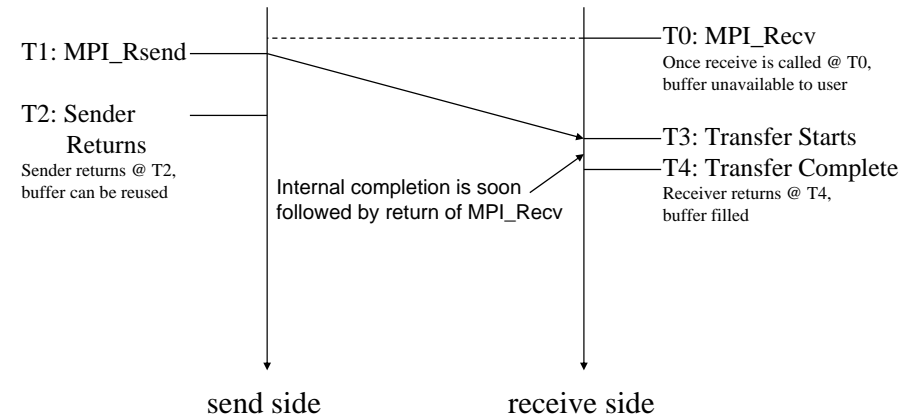 T1: MPI_Rsend
T2: Sender
Returns
Sender returns @ T2,
buffer can be reused
T0: MPI_Recv
Once receive is called @ T0,
buffer unavailable to user
T3: Transfer Starts
T4: Transfer Complete
Receiver returns @ T4,
buffer filled
Internal completion is soon
followed by return of MPI_Recv
send side
receive side